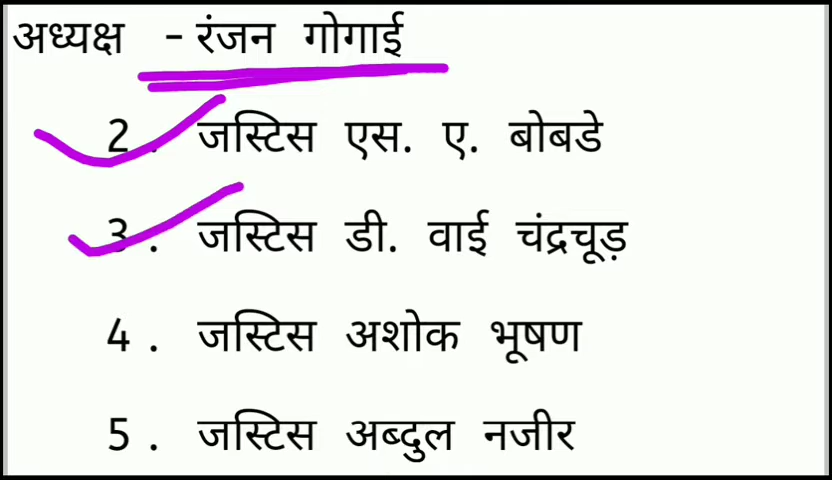 अध्यक्ष - रंजन गोगाई
2 . जस्टिस एस. ए. बोबडे
3 . जस्टिस डी. वाई चंद्रचूड़
4 . जस्टिस अशोक भूषण
5 . जस्टिस अब्दुल नजीर